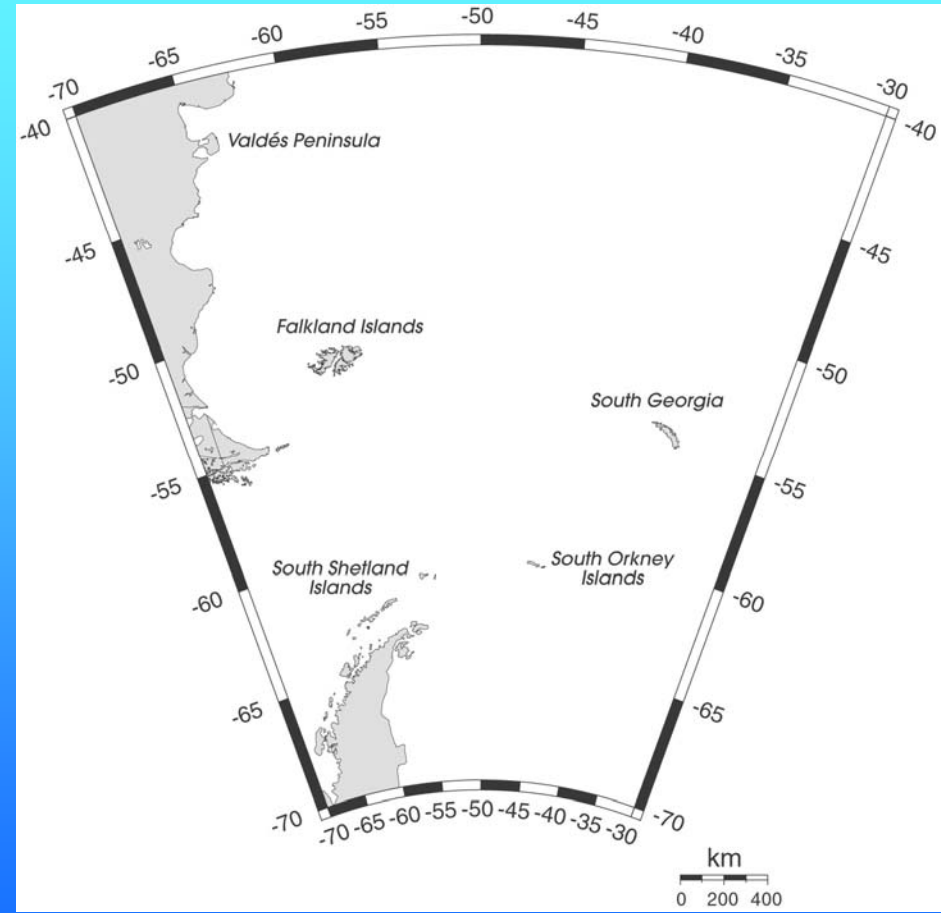 -70 -65 -60 -55 -50 -45 -40 -35 -30
-40 -40
Valdés Peninsula
-45 -45
Falkland Islands
-50 -50
South Georgia
-55 -55
South Shetland
Islands
South Orkney
Islands
-60 -60
-65 -65
-70 -70
-70 -65 -60 -55 -50 -45 -40 -35 -30
km
0 200 400